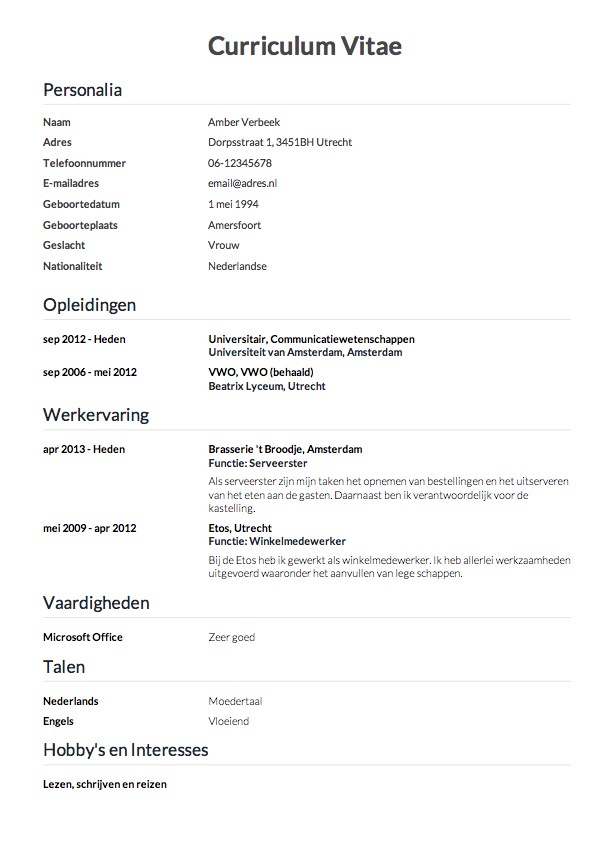 Curriculum Vitae
Personalia
Naam Amber Verbeek
Adres Dorpsstraat 1, 3451BH Utrecht
Telefoonnummer 06-12345678
E-mailadres email@adres.nl
Geboortedatum 1 mei 1994
Geboorteplaats Amersfoort
Geslacht Vrouw
Nationaliteit Nederlandse
Opleidingen
sep 2012 - Heden Universitair, Communicatiewetenschappen
Universiteit van Amsterdam, Amsterdam
sep 2006 - mei 2012 VWO, VWO (behaald)
Beatrix Lyceum, Utrecht
Werkervaring
apr 2013 - Heden Brasserie 't Broodje, Amsterdam
Functie: Serveerster
Als serveerster zijn mijn taken het opnemen van bestellingen en het uitserveren
van het eten aan de gasten. Darnaast ben ik verantwoordelijk voor de
kastelling.
mei 2009 - apr 2012 Etos, Utrecht
Functie: Winkelmedewerker
Bij de Etos heb ik gewerkt als winkelmedewerker. Ik heb allerlei werkzaamheden
uitgevoerd waaronder het aanvullen van lege schappen.
Vaardigheden
Microsoft Office Zeer goed
Talen
Nederlands Moedertaal
Engels Vloeiend
Hobby's en Interesses
Lezen, schrijven en reizen